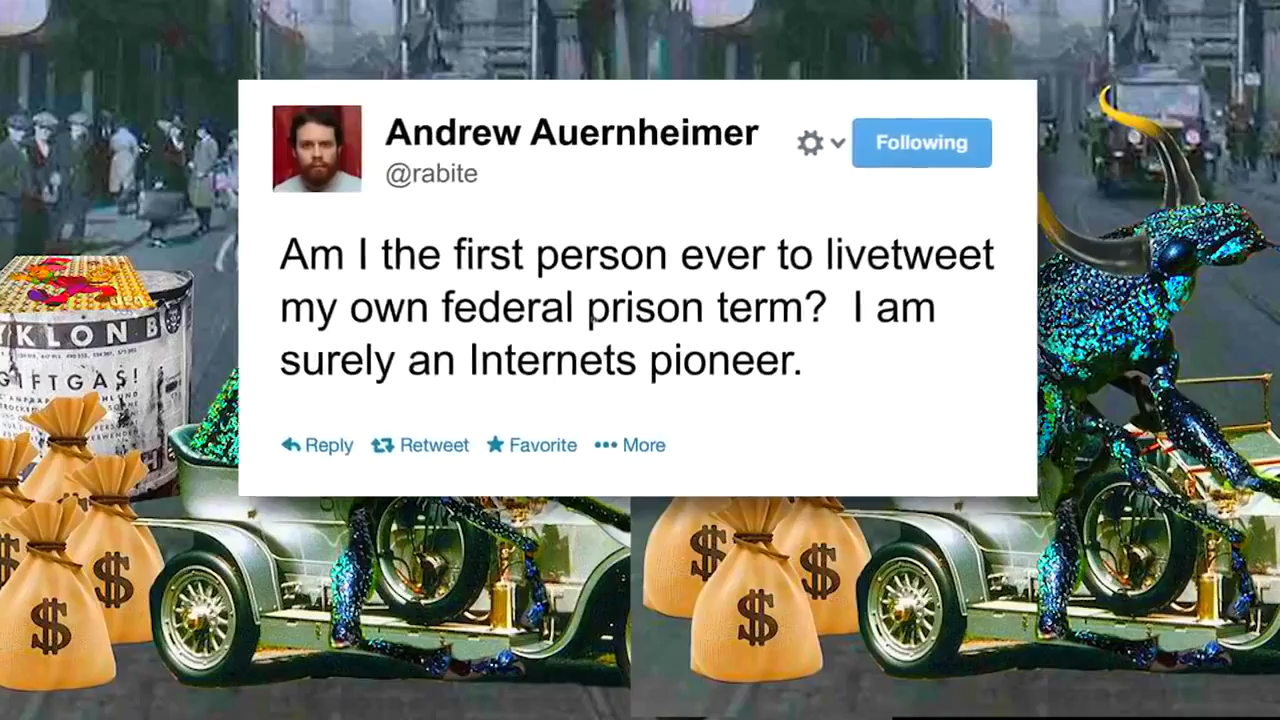 Andrew Auernheimer
Following
@rabite
Am I the first person ever to livetweet
my own federal prison term? I am
surely an Internets pioneer.
Reply Retweet Favorite More
YKLON B
GIFTGAS!
$ $ $ $ $ $